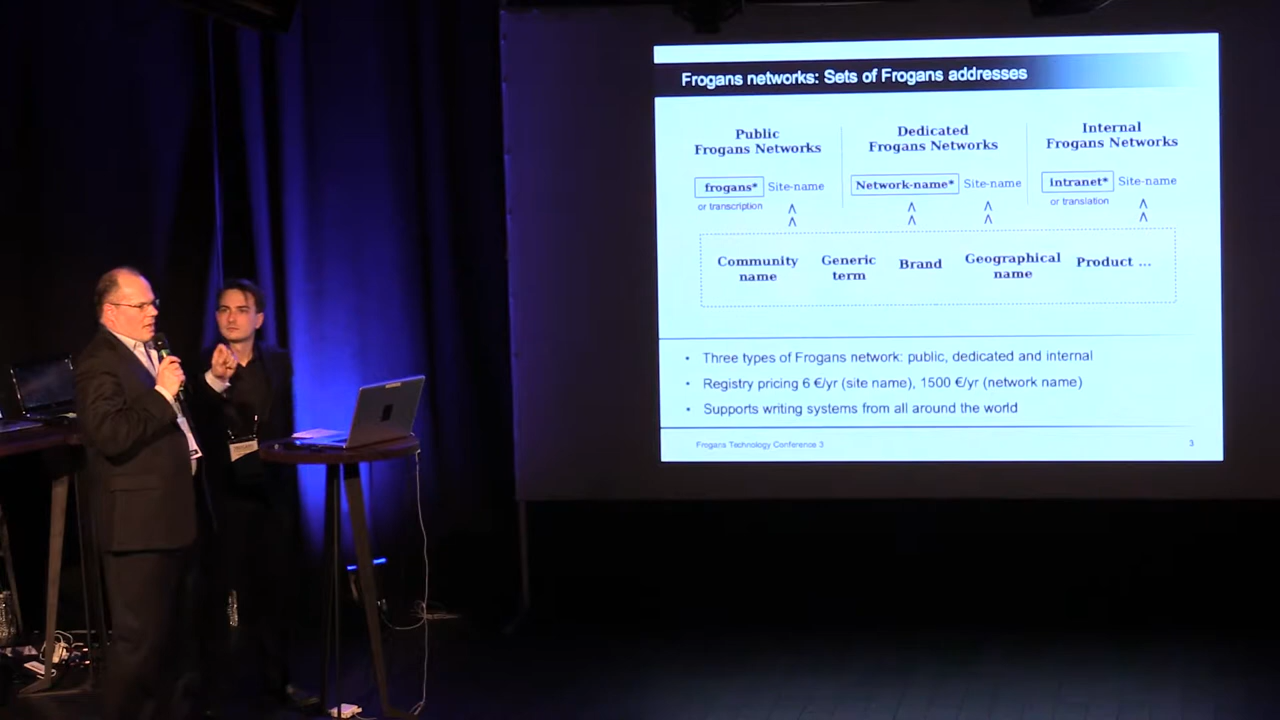 Frogans networks: Sets of Frogans addresses
Public
Frogans Networks
Dedicated
Frogans Networks
Internal
Frogans Networks
frogans* Site-name
or transcription
Network-name* Site-name
intranet* Site-name
or translation
Community
name
Generic
term
Brand
Geographical
name
Product ...
• Three types of Frogans network: public, dedicated and internal
• Registry pricing 6 €/yr (site name), 1500 €/yr (network name)
• Supports writing systems from all around the world
Frogans Technology Conference 3
3